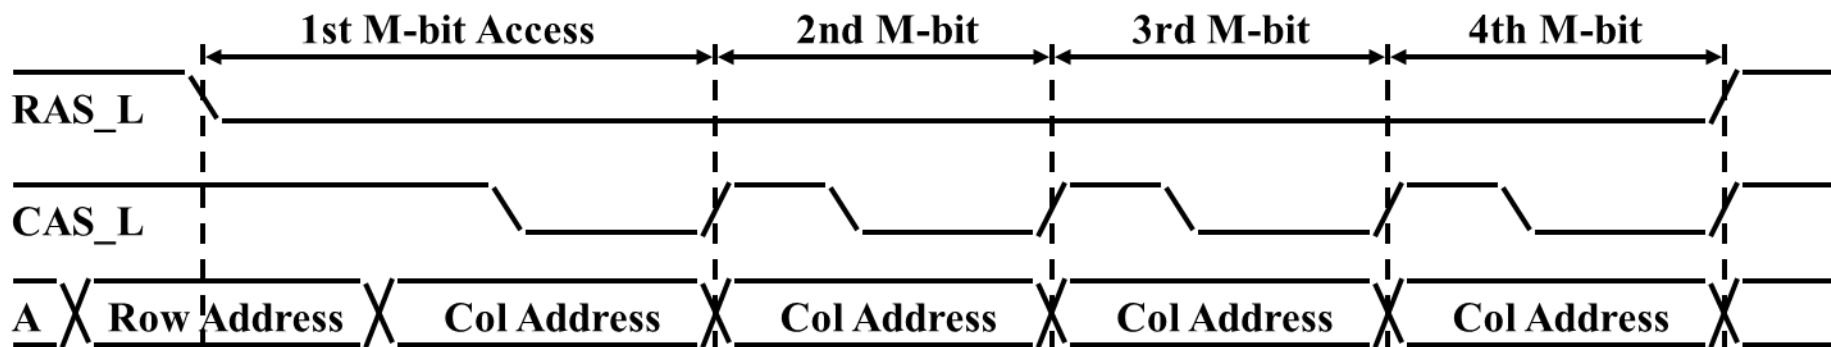 1st M-bit Access 2nd M-bit 3rd M-bit 4th M-bit
RAS_L
CAS_L
A Row Address Col Address Col Address Col Address Col Address